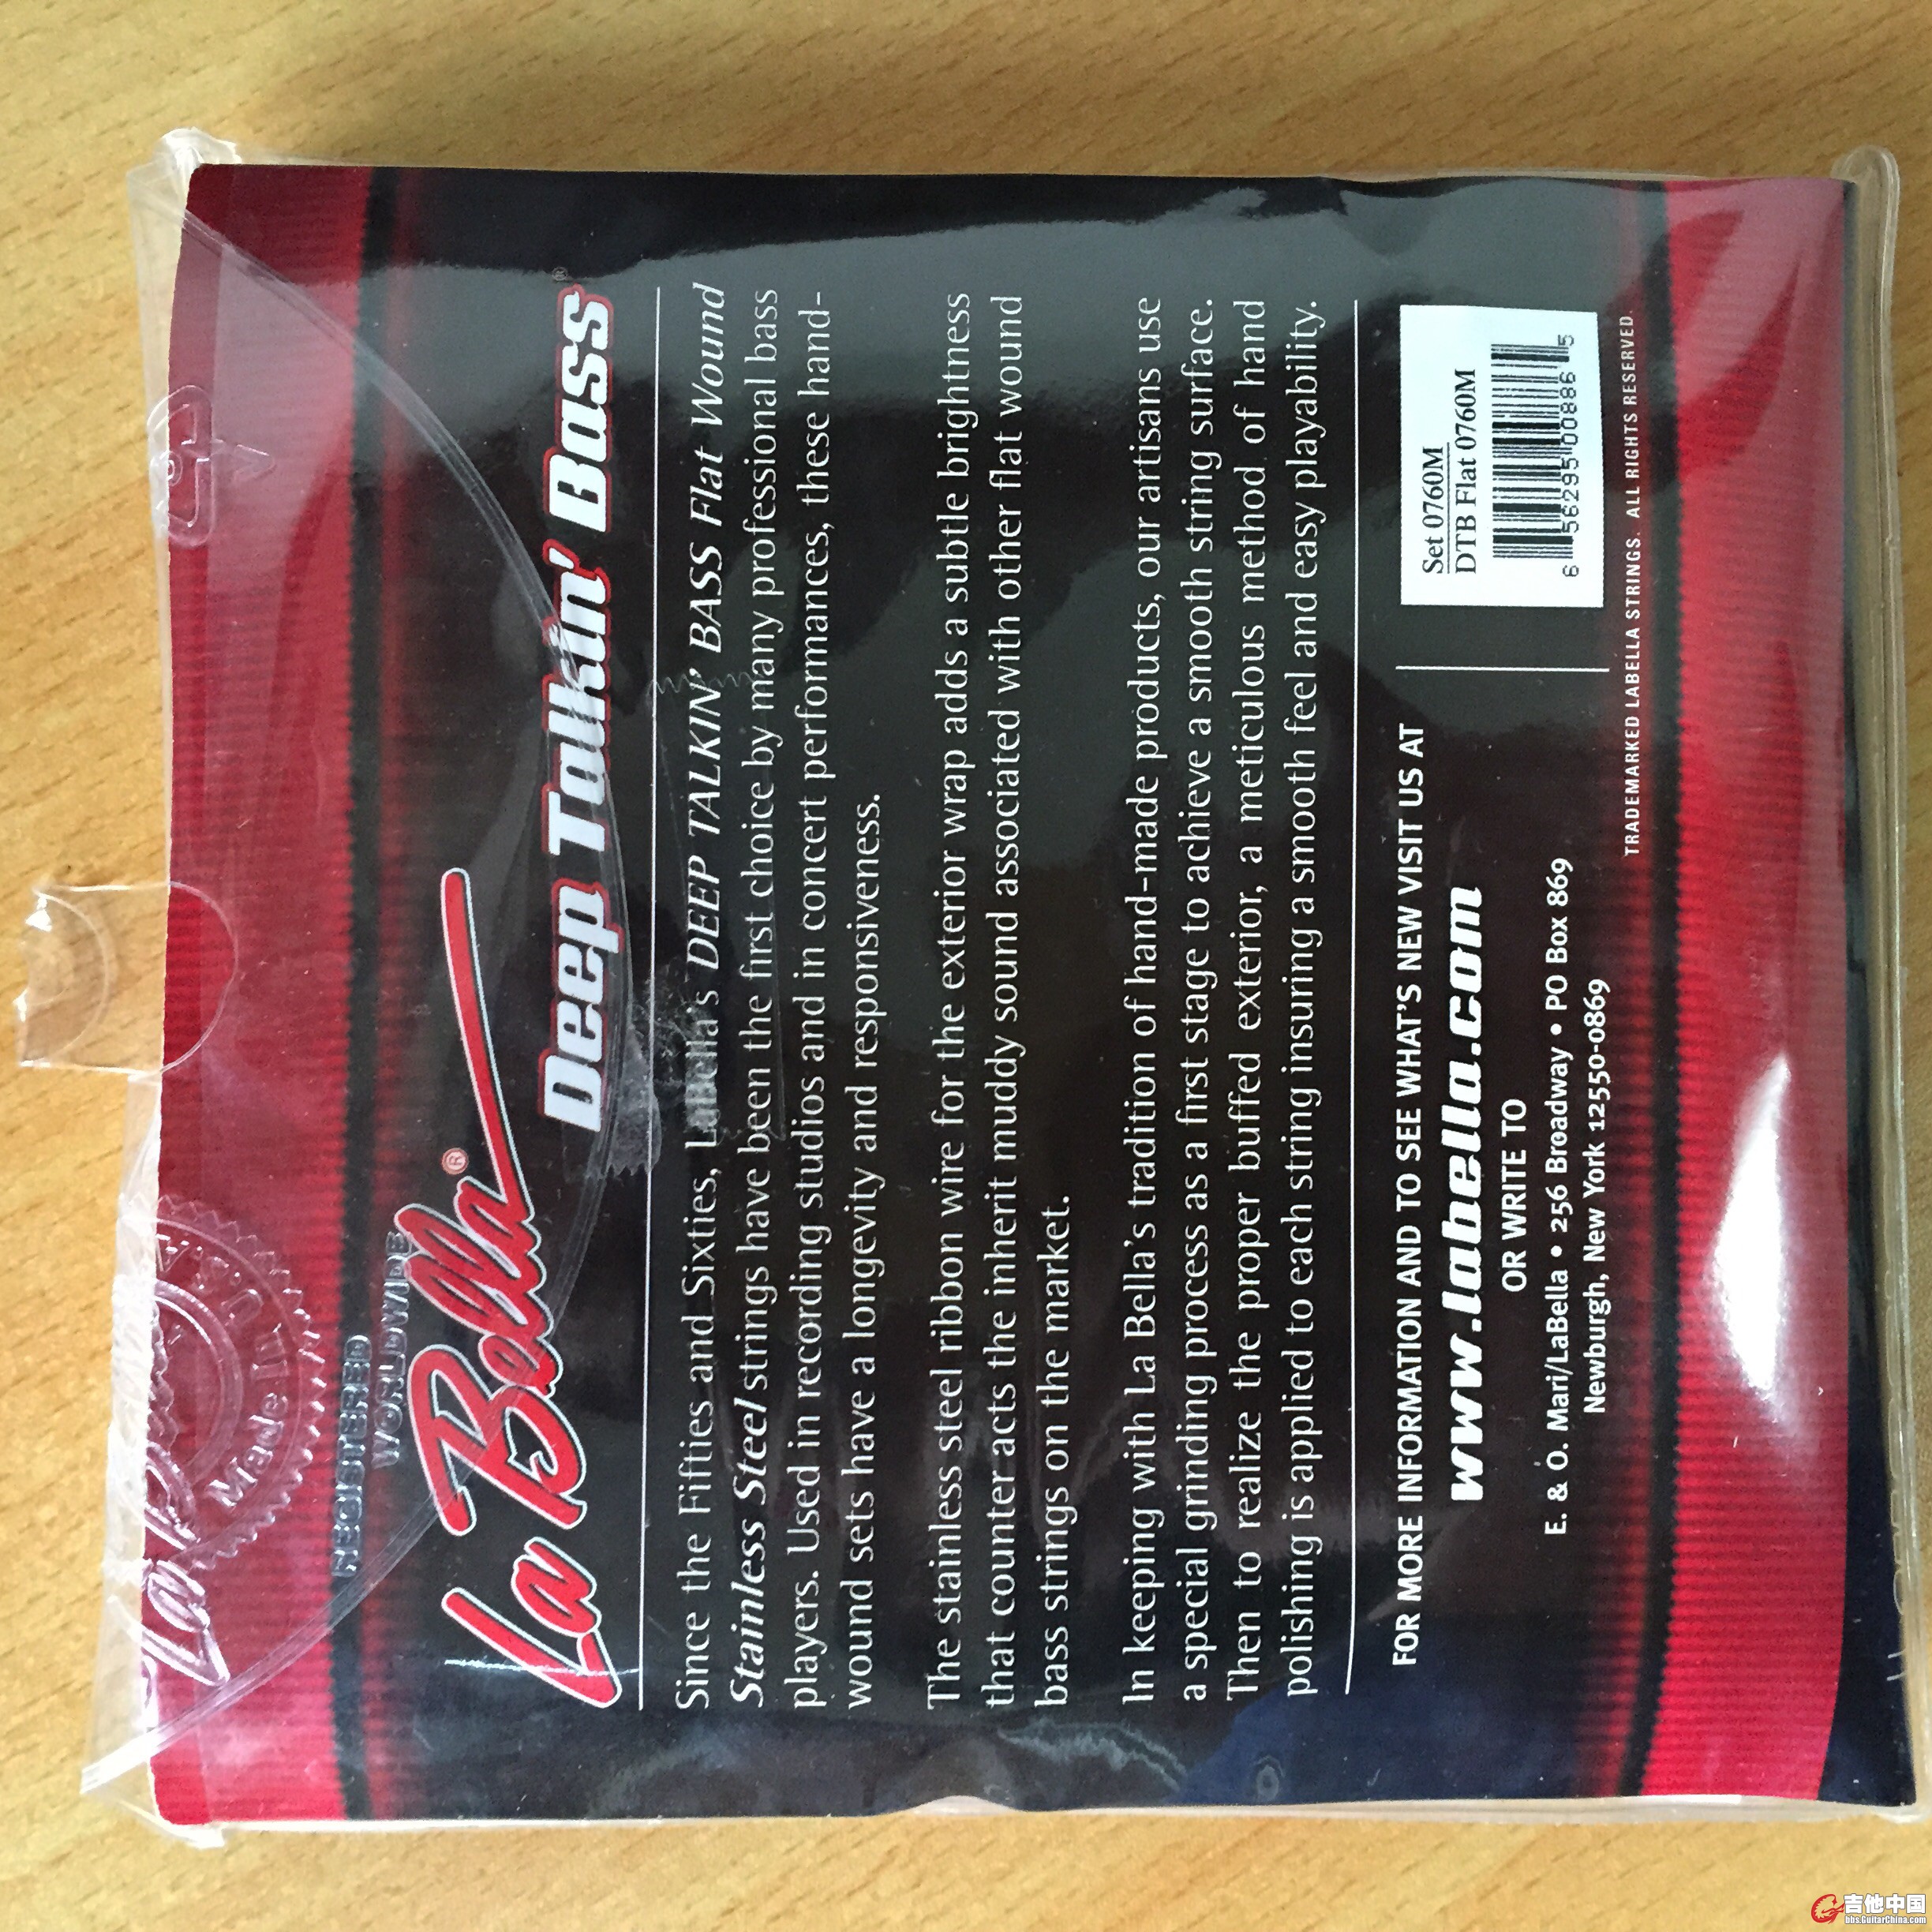 REGISTERED
WORLDWIDE
Made In
U.S.A.
La Bella®
Deep Talkin' Bass®
Since the Fifties and Sixties, LaBella's DEEP TALKIN' BASS Flat Wound
Stainless Steel strings have been the first choice by many professional bass
players. Used in recording studios and in concert performances, these hand-
wound sets have a longevity and responsiveness.
The stainless steel ribbon wire for the exterior wrap adds a subtle brightness
that counteracts the inherit muddy sound associated with other flat wound
bass strings on the market.
In keeping with La Bella's tradition of hand-made products, our artisans use
a special grinding process as a first stage to achieve a smooth string surface.
Then to realize the proper buffed exterior, a meticulous method of hand
polishing is applied to each string insuring a smooth feel and easy playability.
FOR MORE INFORMATION AND TO SEE WHAT'S NEW VISIT US AT
www.labella.com
OR WRITE TO
E. & O. Mari/LaBella • 256 Broadway • PO Box 869
Newburgh, New York 12550-0869
Set 0760M
DTB Flat 0760M
6 56295 00886 5
TRADEMARKED LABELLA STRINGS. ALL RIGHTS RESERVED.
吉他中国
bbs.GuitarChina.com